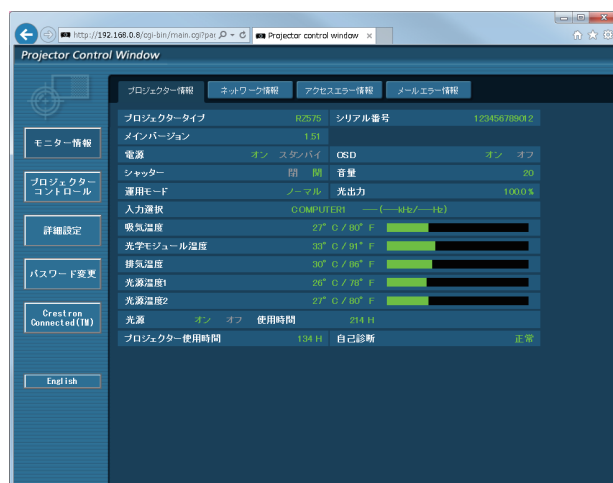 http://192.168.0.8/cgi-bin/main.cgi?pa
Projector control window
Projector Control Window
プロジェクター情報 ネットワーク情報 アクセスエラー情報 メールエラー情報
モニター情報
プロジェクター
コントロール
詳細設定
パスワード変更
Crestron
Connected(TM)
English
プロジェクタータイプ RZ575 シリアル番号 123456789012
メインバージョン 1.51
電源 オン スタンバイ OSD オン オフ
シャッター 閉 開 音量 20
運用モード ノーマル 光出力 100.0 %
入力選択 COMPUTER1 ---(---kHz/---Hz)
吸気温度 27° C / 80° F
光学モジュール温度 33° C / 91° F
排気温度 30° C / 86° F
光源温度1 26° C / 78° F
光源温度2 27° C / 80° F
光源 オン オフ 使用時間 214 H
プロジェクター使用時間 134 H 自己診断 正常